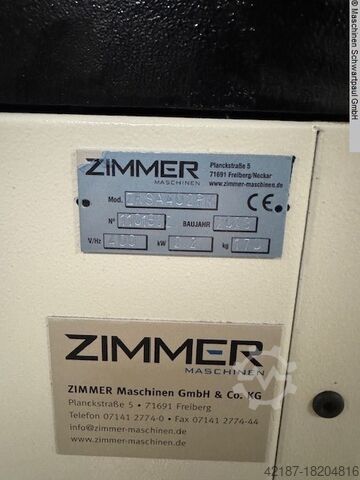 © Maschinen Schwartpaul GmbH
ZIMMER
MASCHINEN
Planckstraße 5
71691 Freiberg/Neckar
www.zimmer-maschinen.de
Mod.
N° BAUJAHR
V/Hz 400 kW kg
CE
ZIMMER
MASCHINEN
ZIMMER Maschinen GmbH & Co. KG
Planckstraße 5 • 71691 Freiberg
Telefon 07141 2774-0 • Fax 07141 2774-44
info@zimmer-maschinen.de
www.zimmer-maschinen.de
42187-18204816